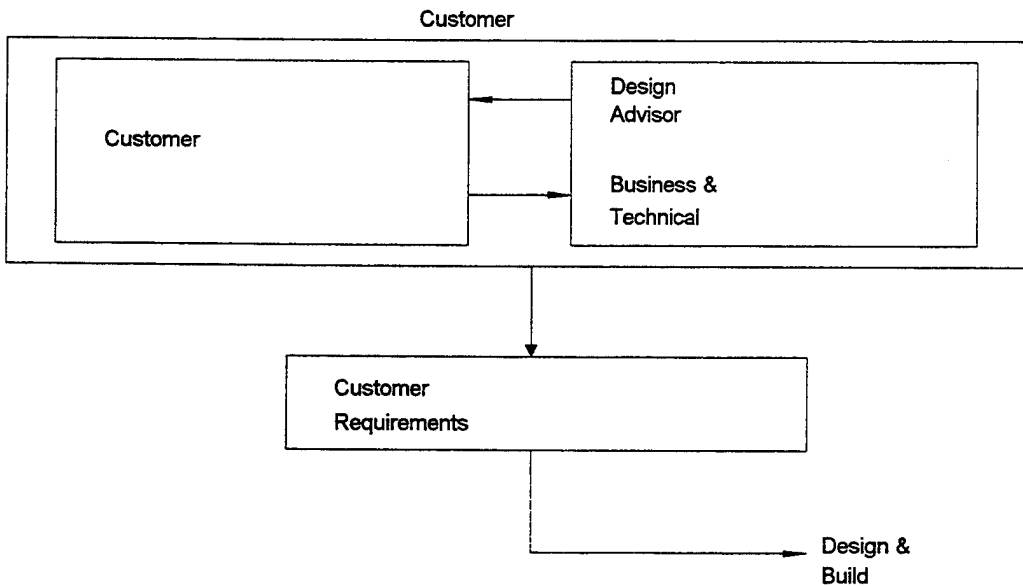 Customer
Customer
Design
Advisor
Business &
Technical
Customer
Requirements
Design &
Build